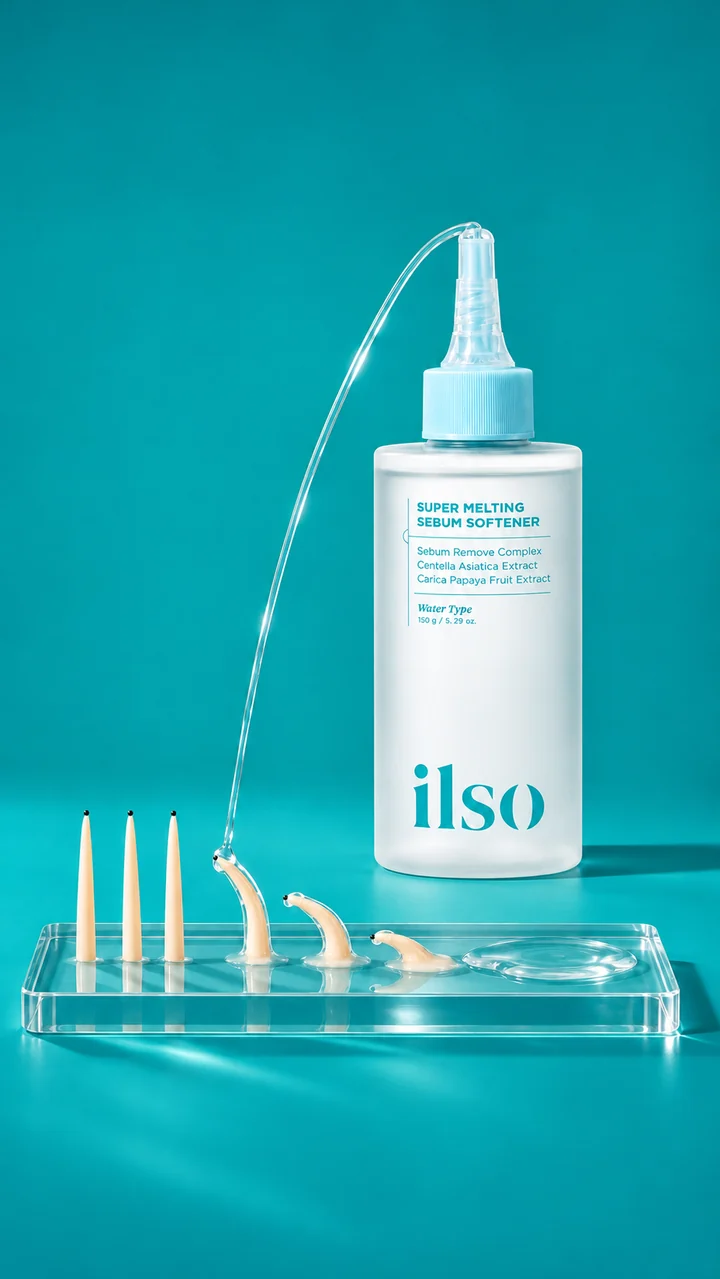 SUPER MELTING
SEBUM SOFTENER
Sebum Remove Complex
Centella Asiatica Extract
Carica Papaya Fruit Extract
Water Type
150 g / 5. 29 oz.
ilso